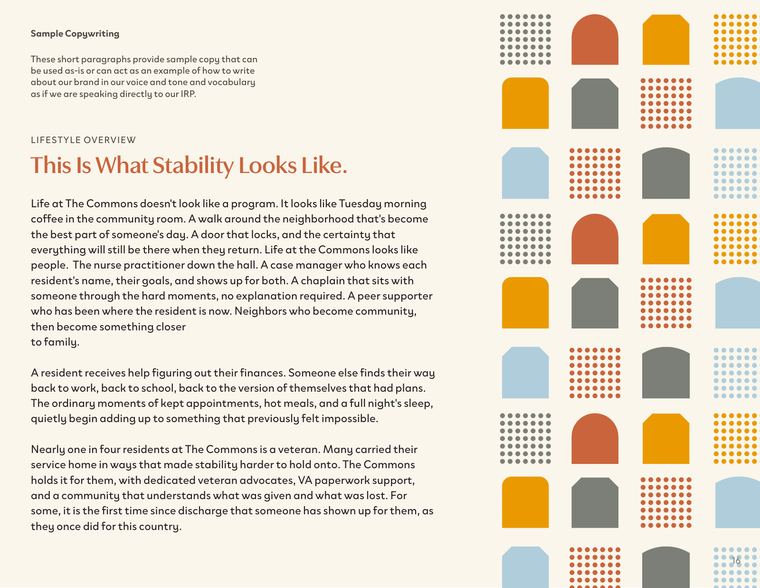 Sample Copywriting
These short paragraphs provide sample copy that can
be used as-is or can act as an example of how to write
about our brand in our voice and tone and vocabulary
as if we are speaking directly to our IRP.
LIFESTYLE OVERVIEW
This Is What Stability Looks Like.
Life at The Commons doesn't look like a program. It looks like Tuesday morning
coffee in the community room. A walk around the neighborhood that's become
the best part of someone's day. A door that locks, and the certainty that
everything will still be there when they return. Life at the Commons looks like
people.  The nurse practitioner down the hall. A case manager who knows each
resident's name, their goals, and shows up for both. A chaplain that sits with
someone through the hard moments, no explanation required. A peer supporter
who has been where the resident is now. Neighbors who become community,
then become something closer
to family.
A resident receives help figuring out their finances. Someone else finds their way
back to work, back to school, back to the version of themselves that had plans.
The ordinary moments of kept appointments, hot meals, and a full night's sleep,
quietly begin adding up to something that previously felt impossible.
Nearly one in four residents at The Commons is a veteran. Many carried their
service home in ways that made stability harder to hold onto. The Commons
holds it for them, with dedicated veteran advocates, VA paperwork support,
and a community that understands what was given and what was lost. For
some, it is the first time since discharge that someone has shown up for them, as
they once did for this country.
16